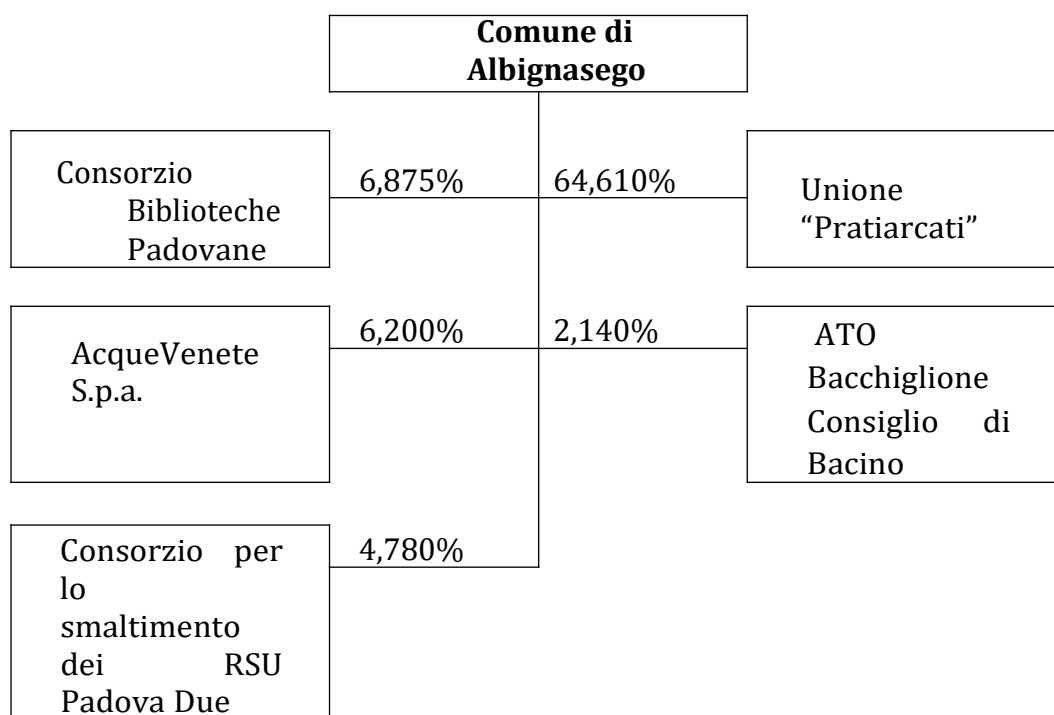 Comune di
Albignasego
Consorzio
Biblioteche
Padovane
6,875%
64,610%
Unione
“Pratiarcati”
AcqueVenete
S.p.a.
6,200%
2,140%
ATO
Bacchiglione
Consiglio di
Bacino
Consorzio per
lo
smaltimento
dei RSU
Padova Due
4,780%